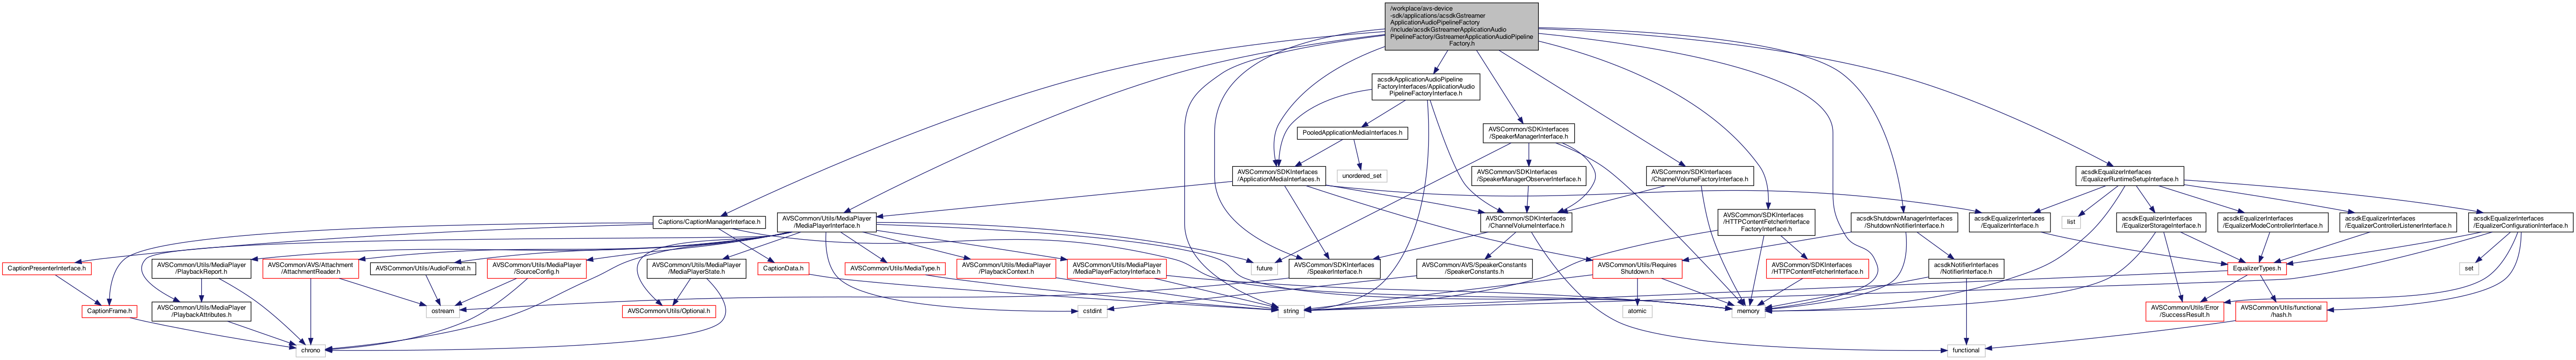 /workplace/avs-device
-sdk/applications/acsdkGstreamer
ApplicationAudioPipelineFactory
/include/acsdkGstreamerApplicationAudio
PipelineFactory/GstreamerApplicationAudioPipeline
Factory.h
acsdkApplicationAudioPipeline
FactoryInterfaces/ApplicationAudio
PipelineFactoryInterface.h
PooledApplicationMediaInterfaces.h
AVSCommon/SDKInterfaces
/SpeakerManagerInterface.h
AVSCommon/SDKInterfaces
/ApplicationMediaInterfaces.h
unordered_set
AVSCommon/SDKInterfaces
/SpeakerManagerObserverInterface.h
AVSCommon/SDKInterfaces
/ChannelVolumeFactoryInterface.h
acsdkEqualizerInterfaces
/EqualizerRuntimeSetupInterface.h
Captions/CaptionManagerInterface.h
AVSCommon/Utils/MediaPlayer
/MediaPlayerInterface.h
AVSCommon/SDKInterfaces
/ChannelVolumeInterface.h
AVSCommon/SDKInterfaces
/HTTPContentFetcherInterface
FactoryInterface.h
acsdkShutdownManagerInterfaces
/ShutdownNotifierInterface.h
acsdkEqualizerInterfaces
/EqualizerInterface.h
list
acsdkEqualizerInterfaces
/EqualizerStorageInterface.h
acsdkEqualizerInterfaces
/EqualizerModeControllerInterface.h
acsdkEqualizerInterfaces
/EqualizerControllerListenerInterface.h
acsdkEqualizerInterfaces
/EqualizerConfigurationInterface.h
CaptionPresenterInterface.h
AVSCommon/Utils/MediaPlayer
/PlaybackReport.h
AVSCommon/AVS/Attachment
/AttachmentReader.h
AVSCommon/Utils/AudioFormat.h
AVSCommon/Utils/MediaPlayer
/SourceConfig.h
AVSCommon/Utils/MediaPlayer
/MediaPlayerState.h
CaptionData.h
AVSCommon/Utils/MediaType.h
AVSCommon/Utils/MediaPlayer
/PlaybackContext.h
AVSCommon/Utils/MediaPlayer
/MediaPlayerFactoryInterface.h
future
AVSCommon/SDKInterfaces
/SpeakerInterface.h
AVSCommon/AVS/SpeakerConstants
/SpeakerConstants.h
AVSCommon/Utils/Requires
Shutdown.h
AVSCommon/SDKInterfaces
/HTTPContentFetcherInterface.h
acsdkNotifierInterfaces
/NotifierInterface.h
EqualizerTypes.h
set
CaptionFrame.h
AVSCommon/Utils/MediaPlayer
/PlaybackAttributes.h
ostream
AVSCommon/Utils/Optional.h
cstdint
string
atomic
memory
AVSCommon/Utils/Error
/SuccessResult.h
AVSCommon/Utils/functional
/hash.h
chrono
functional